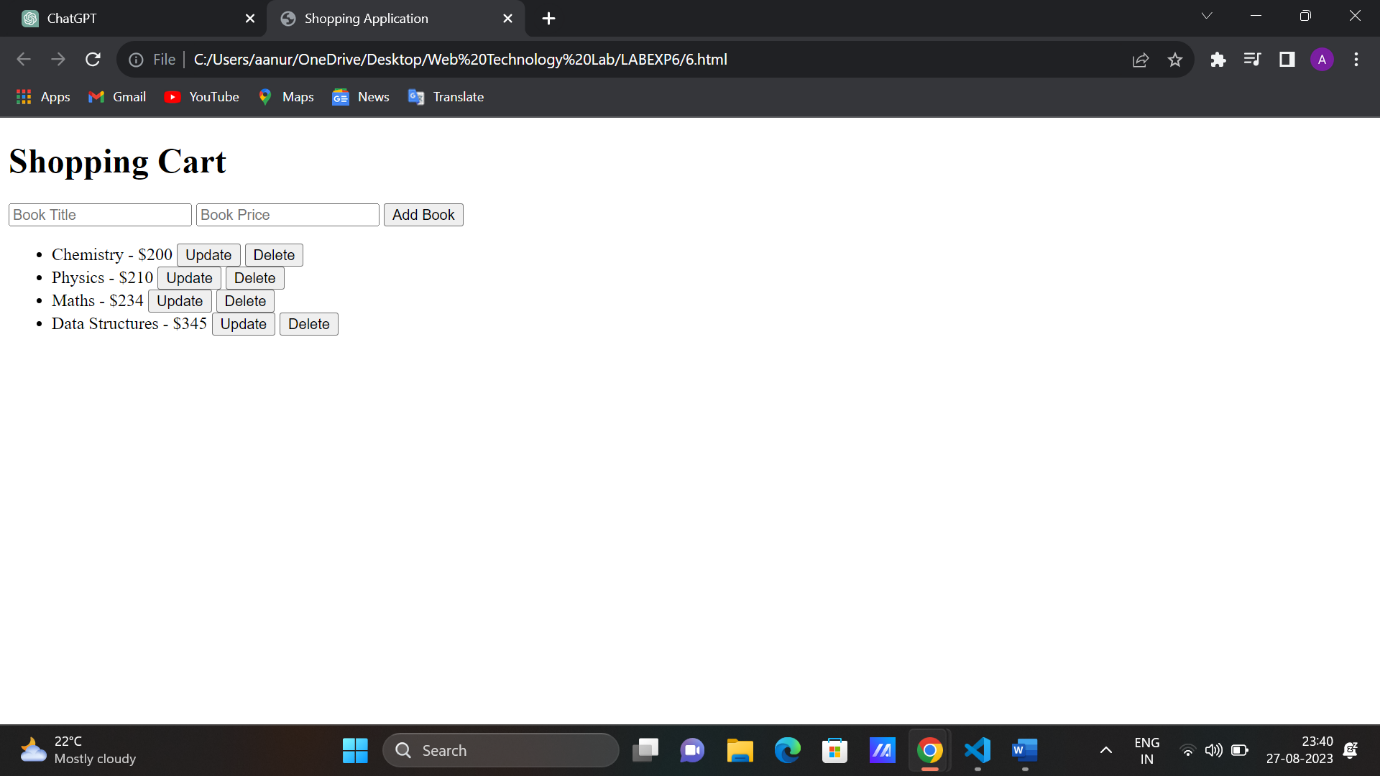 ChatGPT
Shopping Application
File
C:/Users/aanur/OneDrive/Desktop/Web%20Technology%20Lab/LABEXP6/6.html
A
Apps Gmail YouTube Maps News Translate
Shopping Cart
Book Title Book Price Add Book
Chemistry - $200 Update Delete
Physics - $210 Update Delete
Maths - $234 Update Delete
Data Structures - $345 Update Delete
22°C
Mostly cloudy
Search
ENG
IN
23:40
27-08-2023